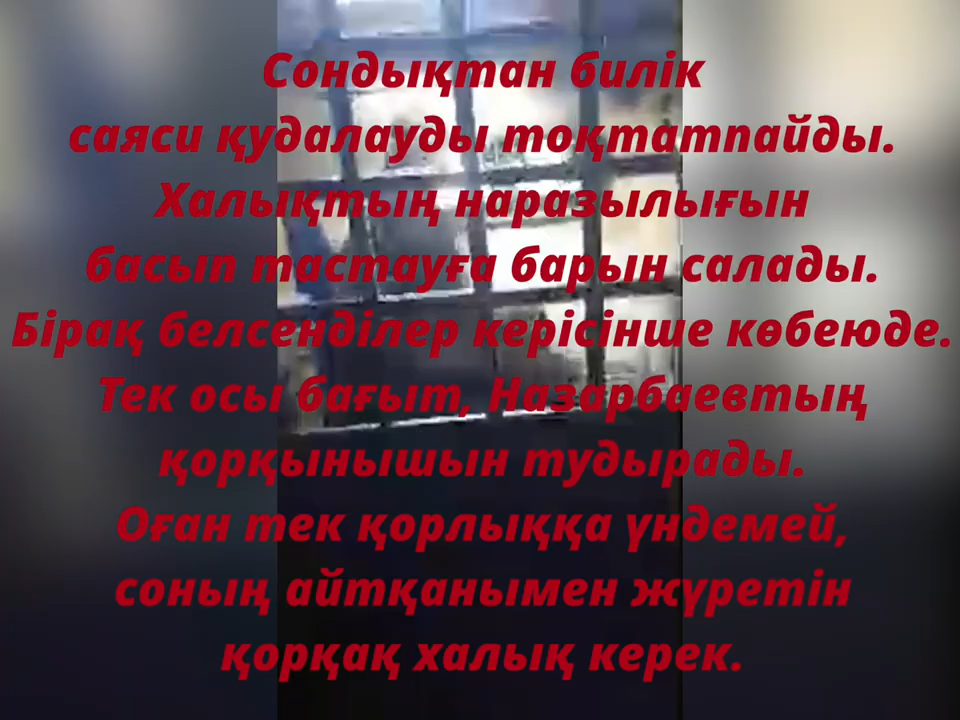 Сондықтан билік
саяси қудалауды тоқтатпайды.
Халықтың наразылығын
басып тастауға барын салады.
Бірақ белсенділер керісінше көбеюде.
Тек осы бағыт, Назарбаевтың
қорқынышын тудырады.
Оған тек қорлыққа үндемей,
соның айтқанымен жүретін
қорқақ халық керек.